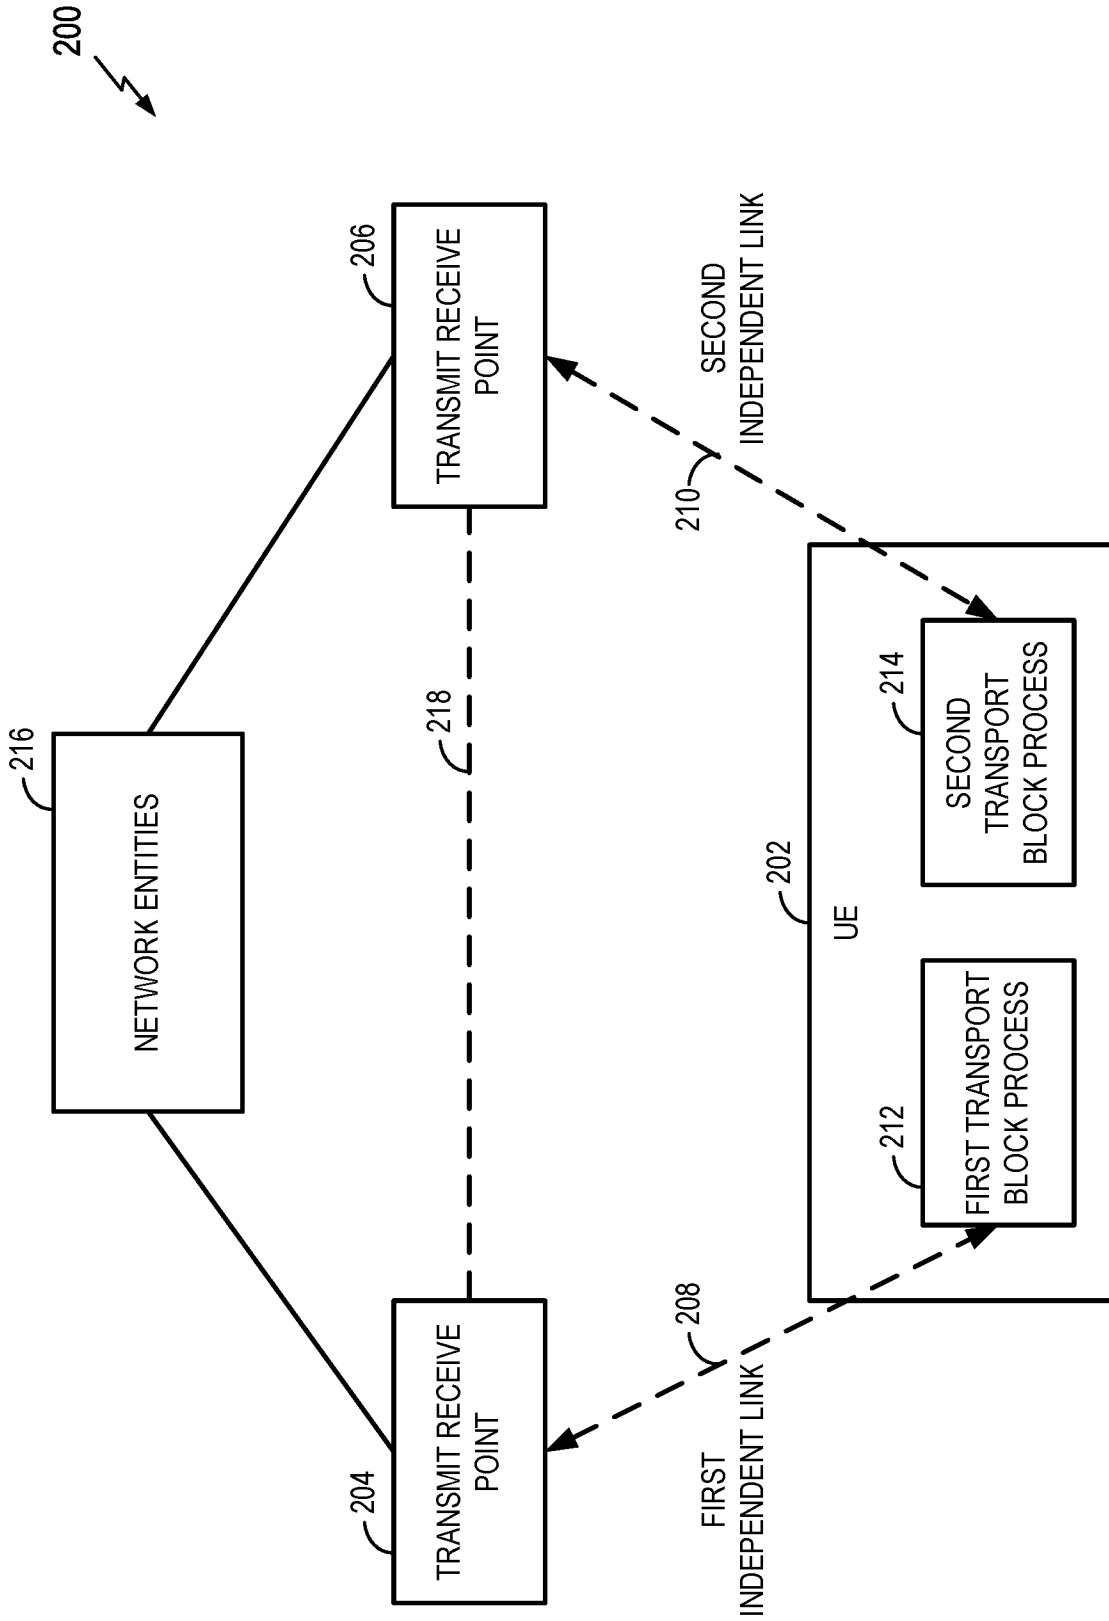 200
216
NETWORK ENTITIES
204
TRANSMIT RECEIVE
POINT
206
TRANSMIT RECEIVE
POINT
218
208
FIRST
INDEPENDENT LINK
210
SECOND
INDEPENDENT LINK
202
UE
212
FIRST TRANSPORT
BLOCK PROCESS
214
SECOND
TRANSPORT
BLOCK PROCESS